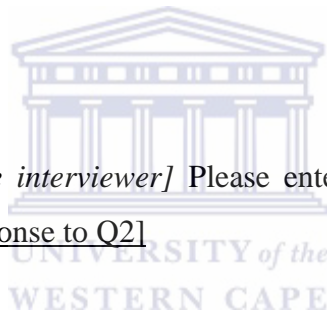 e interviewer] Please ente
onse to Q2]
UNIVERSITY of the
WESTERN CAPE